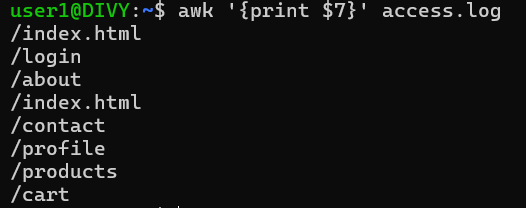 user1@DIVY:~$ awk '{print $7}' access.log
/index.html
/login
/about
/index.html
/contact
/profile
/products
/cart